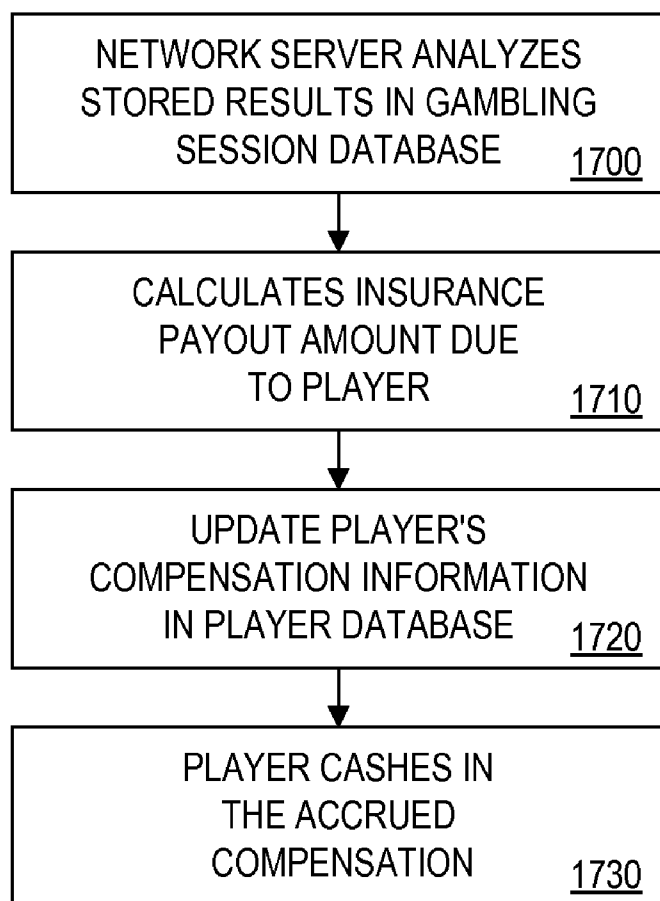 NETWORK SERVER ANALYZES
STORED RESULTS IN GAMBLING
SESSION DATABASE
1700
CALCULATES INSURANCE
PAYOUT AMOUNT DUE
TO PLAYER
1710
UPDATE PLAYER'S
COMPENSATION INFORMATION
IN PLAYER DATABASE
1720
PLAYER CASHES IN
THE ACCRUED
COMPENSATION
1730